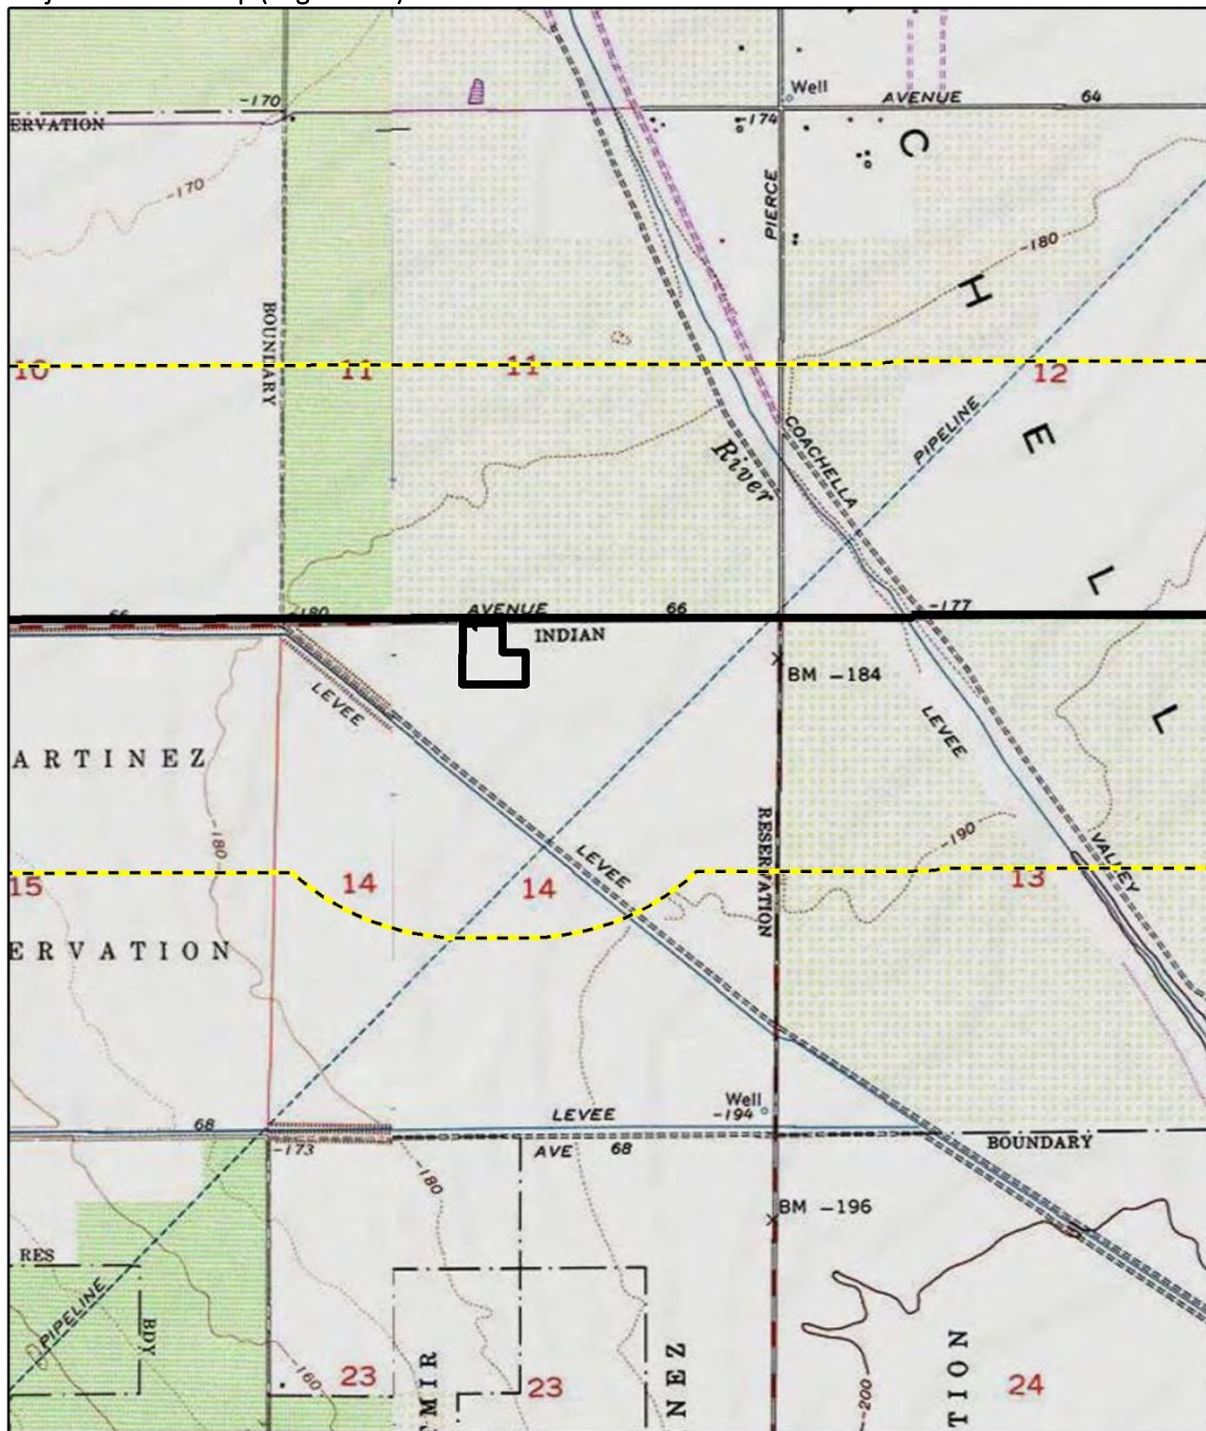 Well
AVENUE 64
-170
ERVATION
-174
C
PIERCE
-170
-180
H
BOUNDARY
10
11
11
12
E
PIPELINE
COACHELLA
River
L
66
-180
AVENUE 66
-177
INDIAN
BM -184
LEVEE
LEVEE
L
ARTINEZ
RESERVATION
-180
-190
VALLEY
LEVEE
15
14
14
13
ERVATION
Well
-194
68
LEVEE
BOUNDARY
-173
AVE 68
-180
BM -196
RES
PIPELINE
BDY
-160
23
TMIR
23
NEZ
-200
TION
24